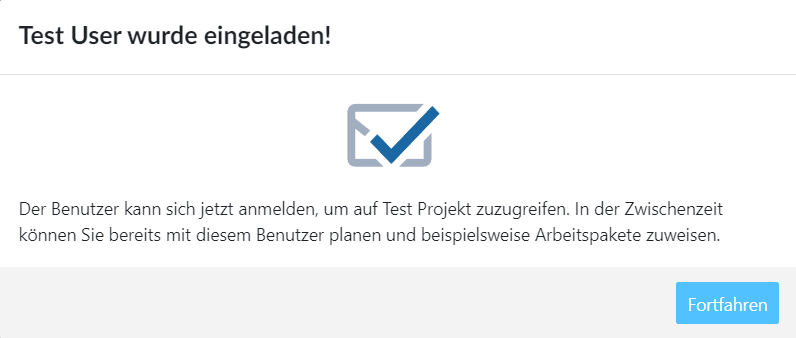 Test User wurde eingeladen!
Der Benutzer kann sich jetzt anmelden, um auf Test Projekt zuzugreifen. In der Zwischenzeit
können Sie bereits mit diesem Benutzer planen und beispielsweise Arbeitspakete zuweisen.
Fortfahren